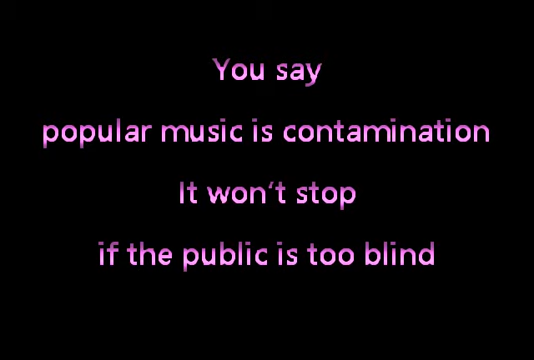 You say
popular music is contamination
It won't stop
if the public is too blind